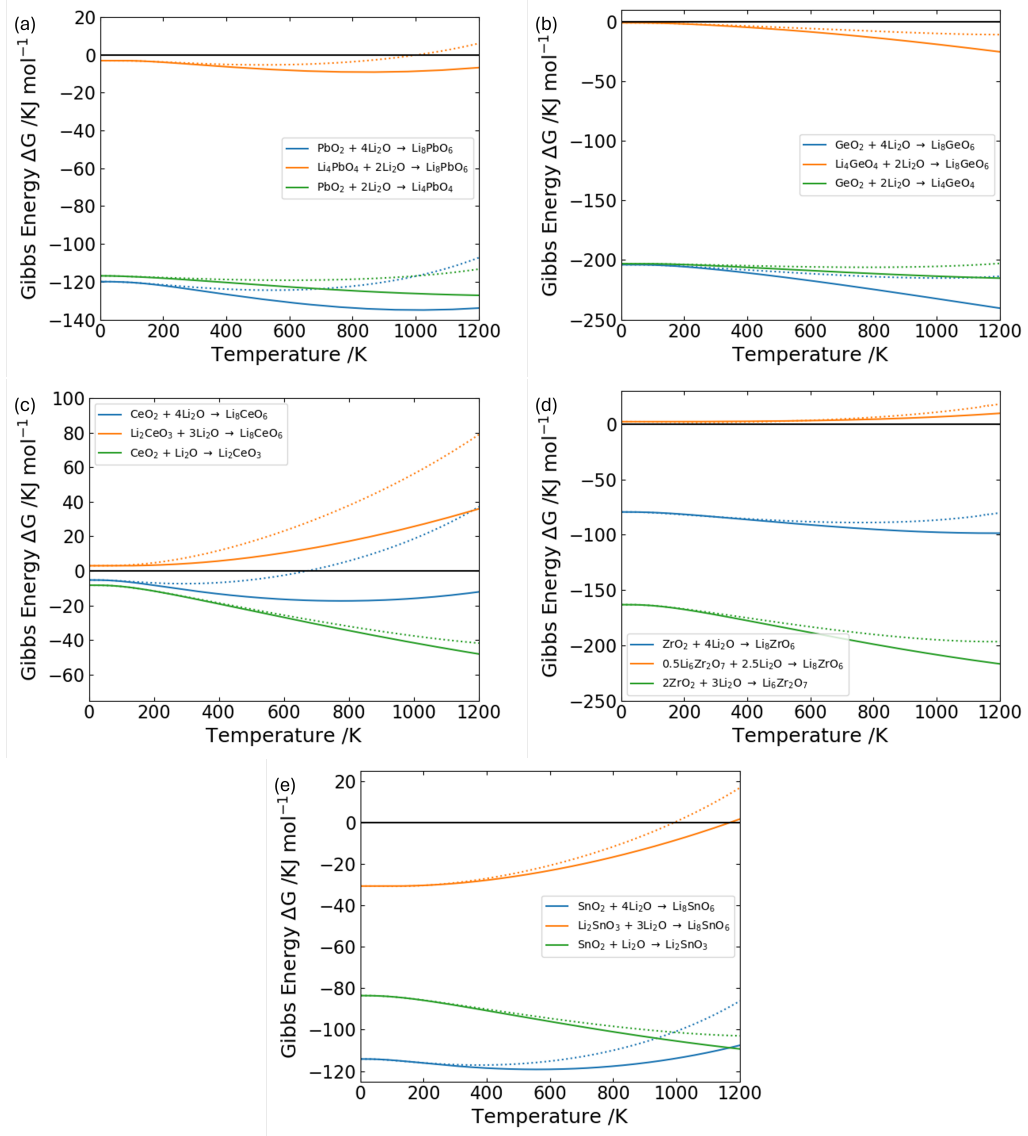 (a)
Gibbs Energy ΔG /KJ mol⁻¹
20
0
−20
−40
−60
−80
−100
−120
−140
PbO₂ + 4Li₂O → Li₈PbO₆
Li₄PbO₄ + 2Li₂O → Li₈PbO₆
PbO₂ + 2Li₂O → Li₄PbO₄
0 200 400 600 800 1000 1200
Temperature /K
(b)
Gibbs Energy ΔG /KJ mol⁻¹
0
−50
−100
−150
−200
−250
GeO₂ + 4Li₂O → Li₈GeO₆
Li₄GeO₄ + 2Li₂O → Li₈GeO₆
GeO₂ + 2Li₂O → Li₄GeO₄
0 200 400 600 800 1000 1200
Temperature /K
(c)
Gibbs Energy ΔG /KJ mol⁻¹
100
80
60
40
20
0
−20
−40
−60
CeO₂ + 4Li₂O → Li₈CeO₆
Li₂CeO₃ + 3Li₂O → Li₈CeO₆
CeO₂ + Li₂O → Li₂CeO₃
0 200 400 600 800 1000 1200
Temperature /K
(d)
Gibbs Energy ΔG /KJ mol⁻¹
0
−50
−100
−150
−200
−250
ZrO₂ + 4Li₂O → Li₈ZrO₆
0.5Li₆Zr₂O₇ + 2.5Li₂O → Li₈ZrO₆
2ZrO₂ + 3Li₂O → Li₆Zr₂O₇
0 200 400 600 800 1000 1200
Temperature /K
(e)
Gibbs Energy ΔG /KJ mol⁻¹
20
0
−20
−40
−60
−80
−100
−120
SnO₂ + 4Li₂O → Li₈SnO₆
Li₂SnO₃ + 3Li₂O → Li₈SnO₆
SnO₂ + Li₂O → Li₂SnO₃
0 200 400 600 800 1000 1200
Temperature /K